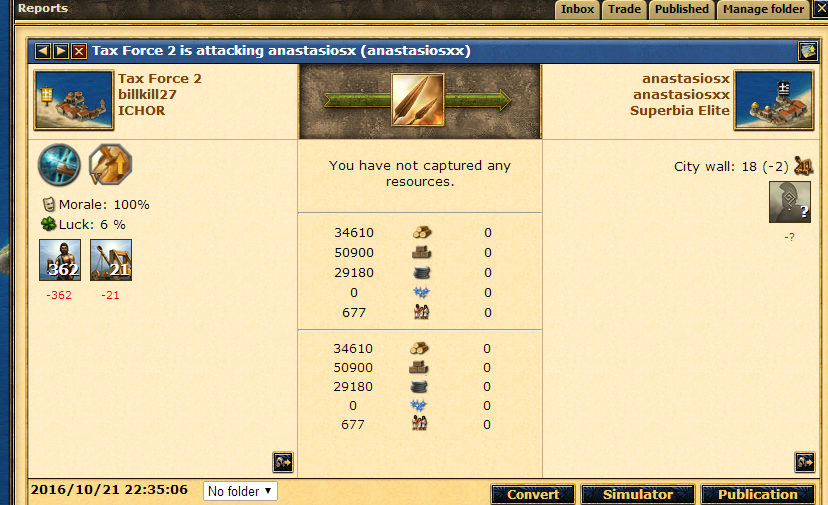 Reports
Inbox
Trade
Published
Manage folder
Tax Force 2 is attacking anastasiosx (anastasiosxx)
Tax Force 2
billkill27
ICHOR
anastasiosx
anastasiosxx
Superbia Elite
Morale: 100%
Luck: 6 %
362
21
-362
-21
You have not captured any
resources.
34610 0
50900 0
29180 0
0 0
677 0
34610 0
50900 0
29180 0
0 0
677 0
City wall: 18 (-2)
?
-?
2016/10/21 22:35:06
No folder
Convert
Simulator
Publication